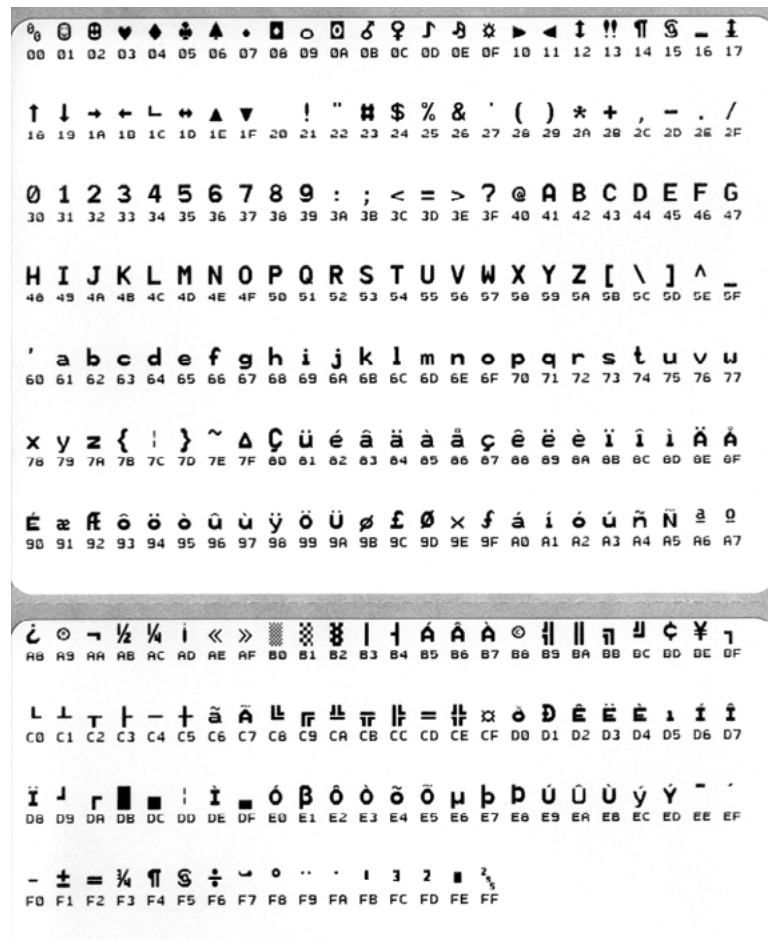 ⁰₀ ☺ ☻ ♥ ♦ ♣ ♠ • ◘ ○ ◙ ♂ ♀ ♪ ♫ ☼ ► ◄ ↕ ‼ ¶ § ▬ ↨
00 01 02 03 04 05 06 07 08 09 0A 0B 0C 0D 0E 0F 10 11 12 13 14 15 16 17
↑ ↓ → ← ∟ ↔ ▲ ▼ ! " # $ % & ' ( ) * + , - . /
18 19 1A 1B 1C 1D 1E 1F 20 21 22 23 24 25 26 27 28 29 2A 2B 2C 2D 2E 2F
0 1 2 3 4 5 6 7 8 9 : ; < = > ? @ A B C D E F G
30 31 32 33 34 35 36 37 38 39 3A 3B 3C 3D 3E 3F 40 41 42 43 44 45 46 47
H I J K L M N O P Q R S T U V W X Y Z [ \ ] ^ _
48 49 4A 4B 4C 4D 4E 4F 50 51 52 53 54 55 56 57 58 59 5A 5B 5C 5D 5E 5F
' a b c d e f g h i j k l m n o p q r s t u v w
60 61 62 63 64 65 66 67 68 69 6A 6B 6C 6D 6E 6F 70 71 72 73 74 75 76 77
x y z { ¦ } ~ ∆ Ç ü é â ä à å ç ê ë è ï î ì Ä Å
78 79 7A 7B 7C 7D 7E 7F 80 81 82 83 84 85 86 87 88 89 8A 8B 8C 8D 8E 8F
É æ Æ ô ö ò û ù ÿ Ö Ü ø £ Ø × ƒ á í ó ú ñ Ñ ª º
90 91 92 93 94 95 96 97 98 99 9A 9B 9C 9D 9E 9F A0 A1 A2 A3 A4 A5 A6 A7
¿ ⊙ ¬ ½ ¼ ¡ « » ░ ▒ ▓ │ ┤ Á Â À © ╣ ║ ╗ ╝ ¢ ¥ ┐
A8 A9 AA AB AC AD AE AF B0 B1 B2 B3 B4 B5 B6 B7 B8 B9 BA BB BC BD BE BF
└ ┴ ┬ ├ ─ ┼ ã Ã ╚ ╔ ╩ ╦ ╠ ═ ╬ ¤ ð Ð Ê Ë È ı Í Î
C0 C1 C2 C3 C4 C5 C6 C7 C8 C9 CA CB CC CD CE CF D0 D1 D2 D3 D4 D5 D6 D7
Ï ┘ ┌ █ ▄ ¦ Ì ▄ Ó β Ô Ò õ Õ µ þ Þ Ú Û Ù ý Ý ¯ ´
D8 D9 DA DB DC DD DE DF E0 E1 E2 E3 E4 E5 E6 E7 E8 E9 EA EB EC ED EE EF
- ± = ¾ ¶ § ÷ ¸ ° ¨ · ı ³ ² ■ ²₅₅
F0 F1 F2 F3 F4 F5 F6 F7 F8 F9 FA FB FC FD FE FF